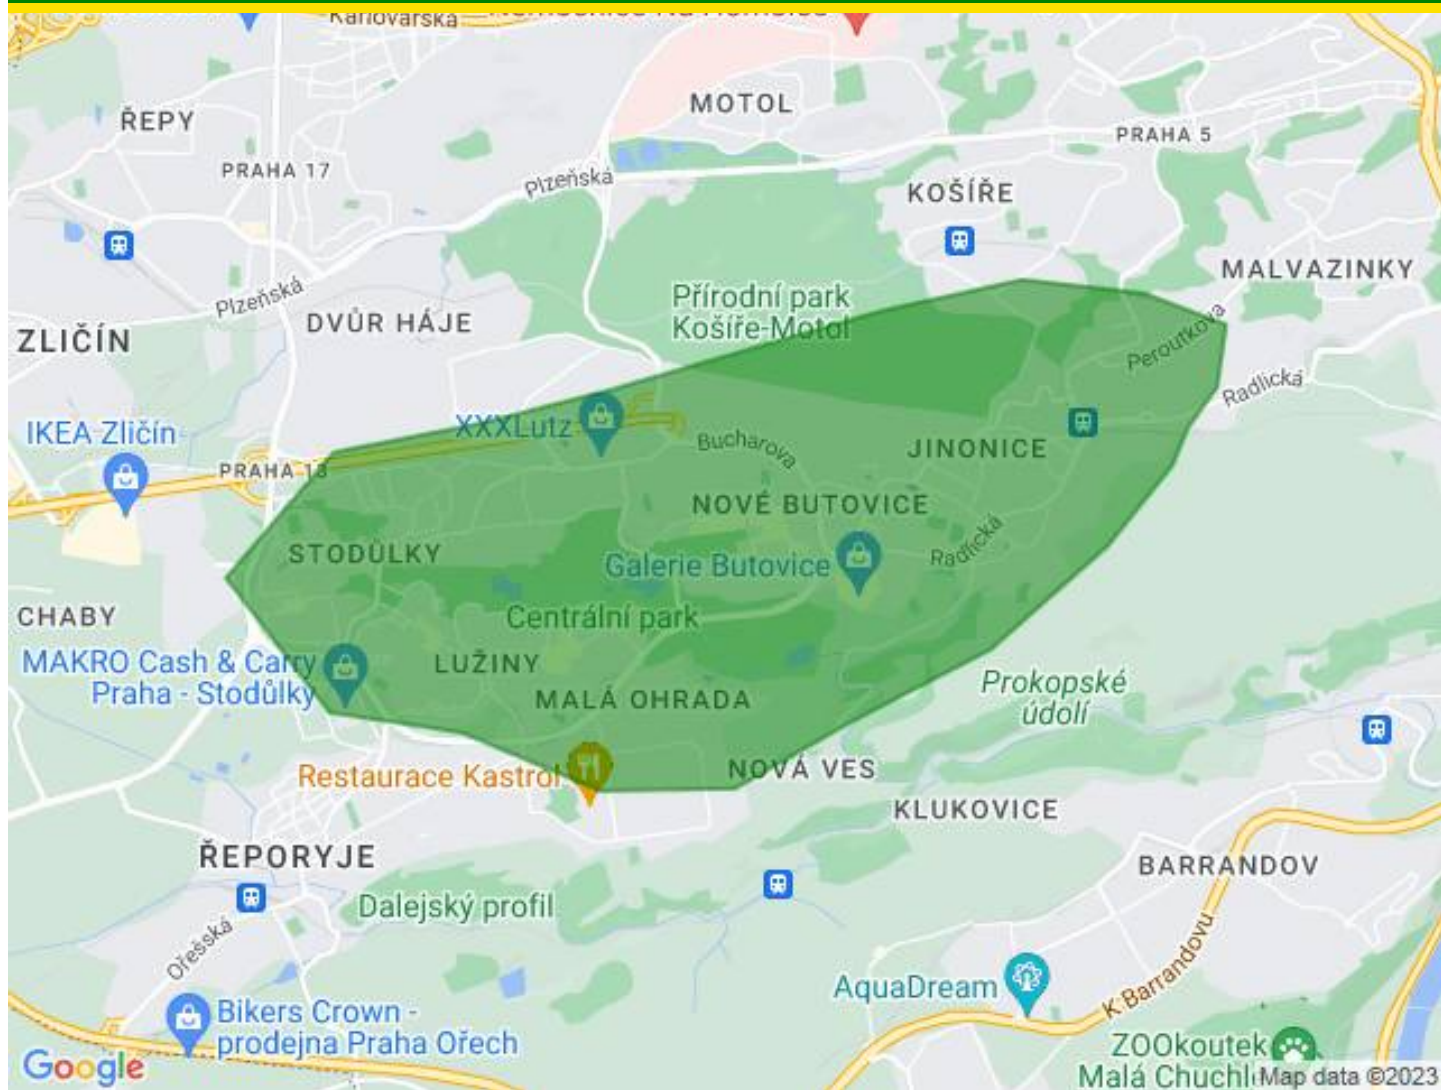 Karlovarská
MOTOL
ŘEPY
PRAHA 5
PRAHA 17
Plzeňská
KOŠÍŘE
MALVAZINKY
Plzeňská
Přírodní park
Košíře-Motol
DVŮR HÁJE
ZLIČÍN
Peroutkova
Radlická
XXXLutz
IKEA Zličín
Bucharova
JINONICE
PRAHA 13
NOVÉ BUTOVICE
Radlická
STODŮLKY
Galerie Butovice
CHABY
Centrální park
MAKRO Cash & Carry
Praha - Stodůlky
LUŽINY
MALÁ OHRADA
Prokopské
údolí
Restaurace Kastrol
NOVÁ VES
KLUKOVICE
ŘEPORYJE
BARRANDOV
Dalejský profil
Ořešská
K Barrandovu
AquaDream
Bikers Crown -
prodejna Praha Ořech
ZOOkoutek
Malá Chuchle
Google
Map data ©2023